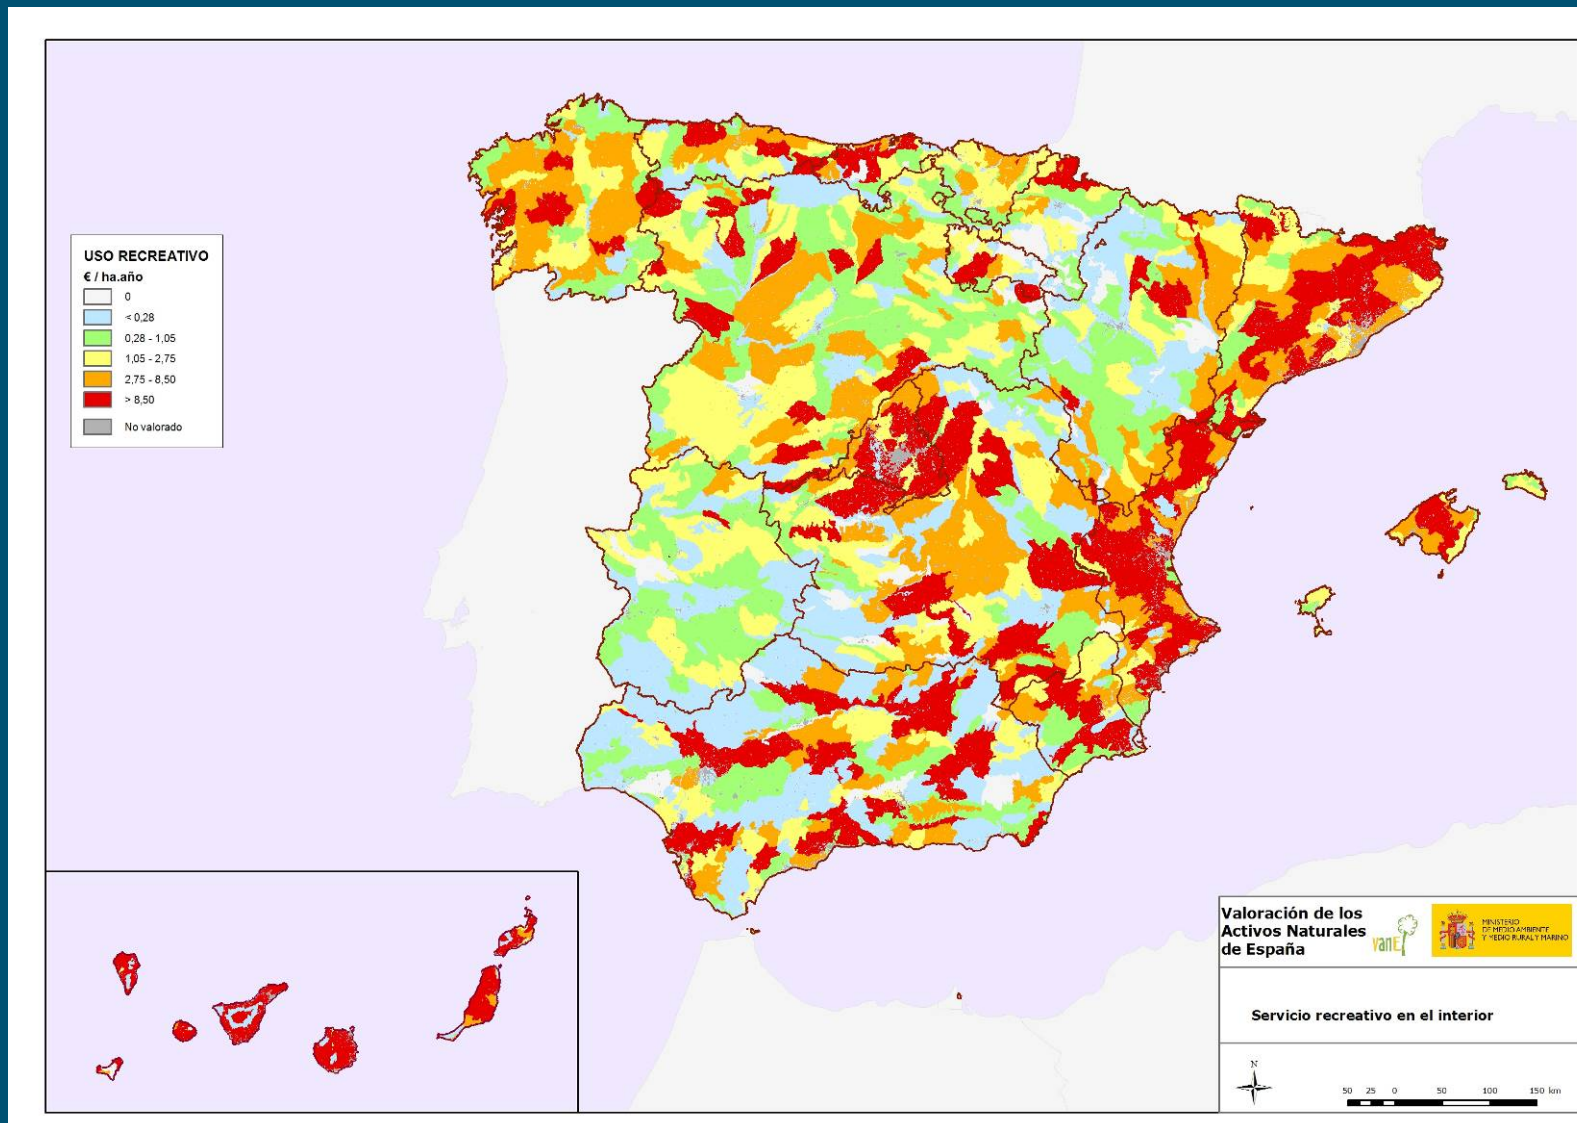 USO RECREATIVO
€ / ha.año
0
< 0,28
0,28 - 1,05
1,05 - 2,75
2,75 - 8,50
> 8,50
No valorado
Valoración de los
Activos Naturales
de España
vanE
MINISTERIO
DE MEDIO AMBIENTE
Y MEDIO RURAL Y MARINO
Servicio recreativo en el interior
N
50 25 0 50 100 150 km